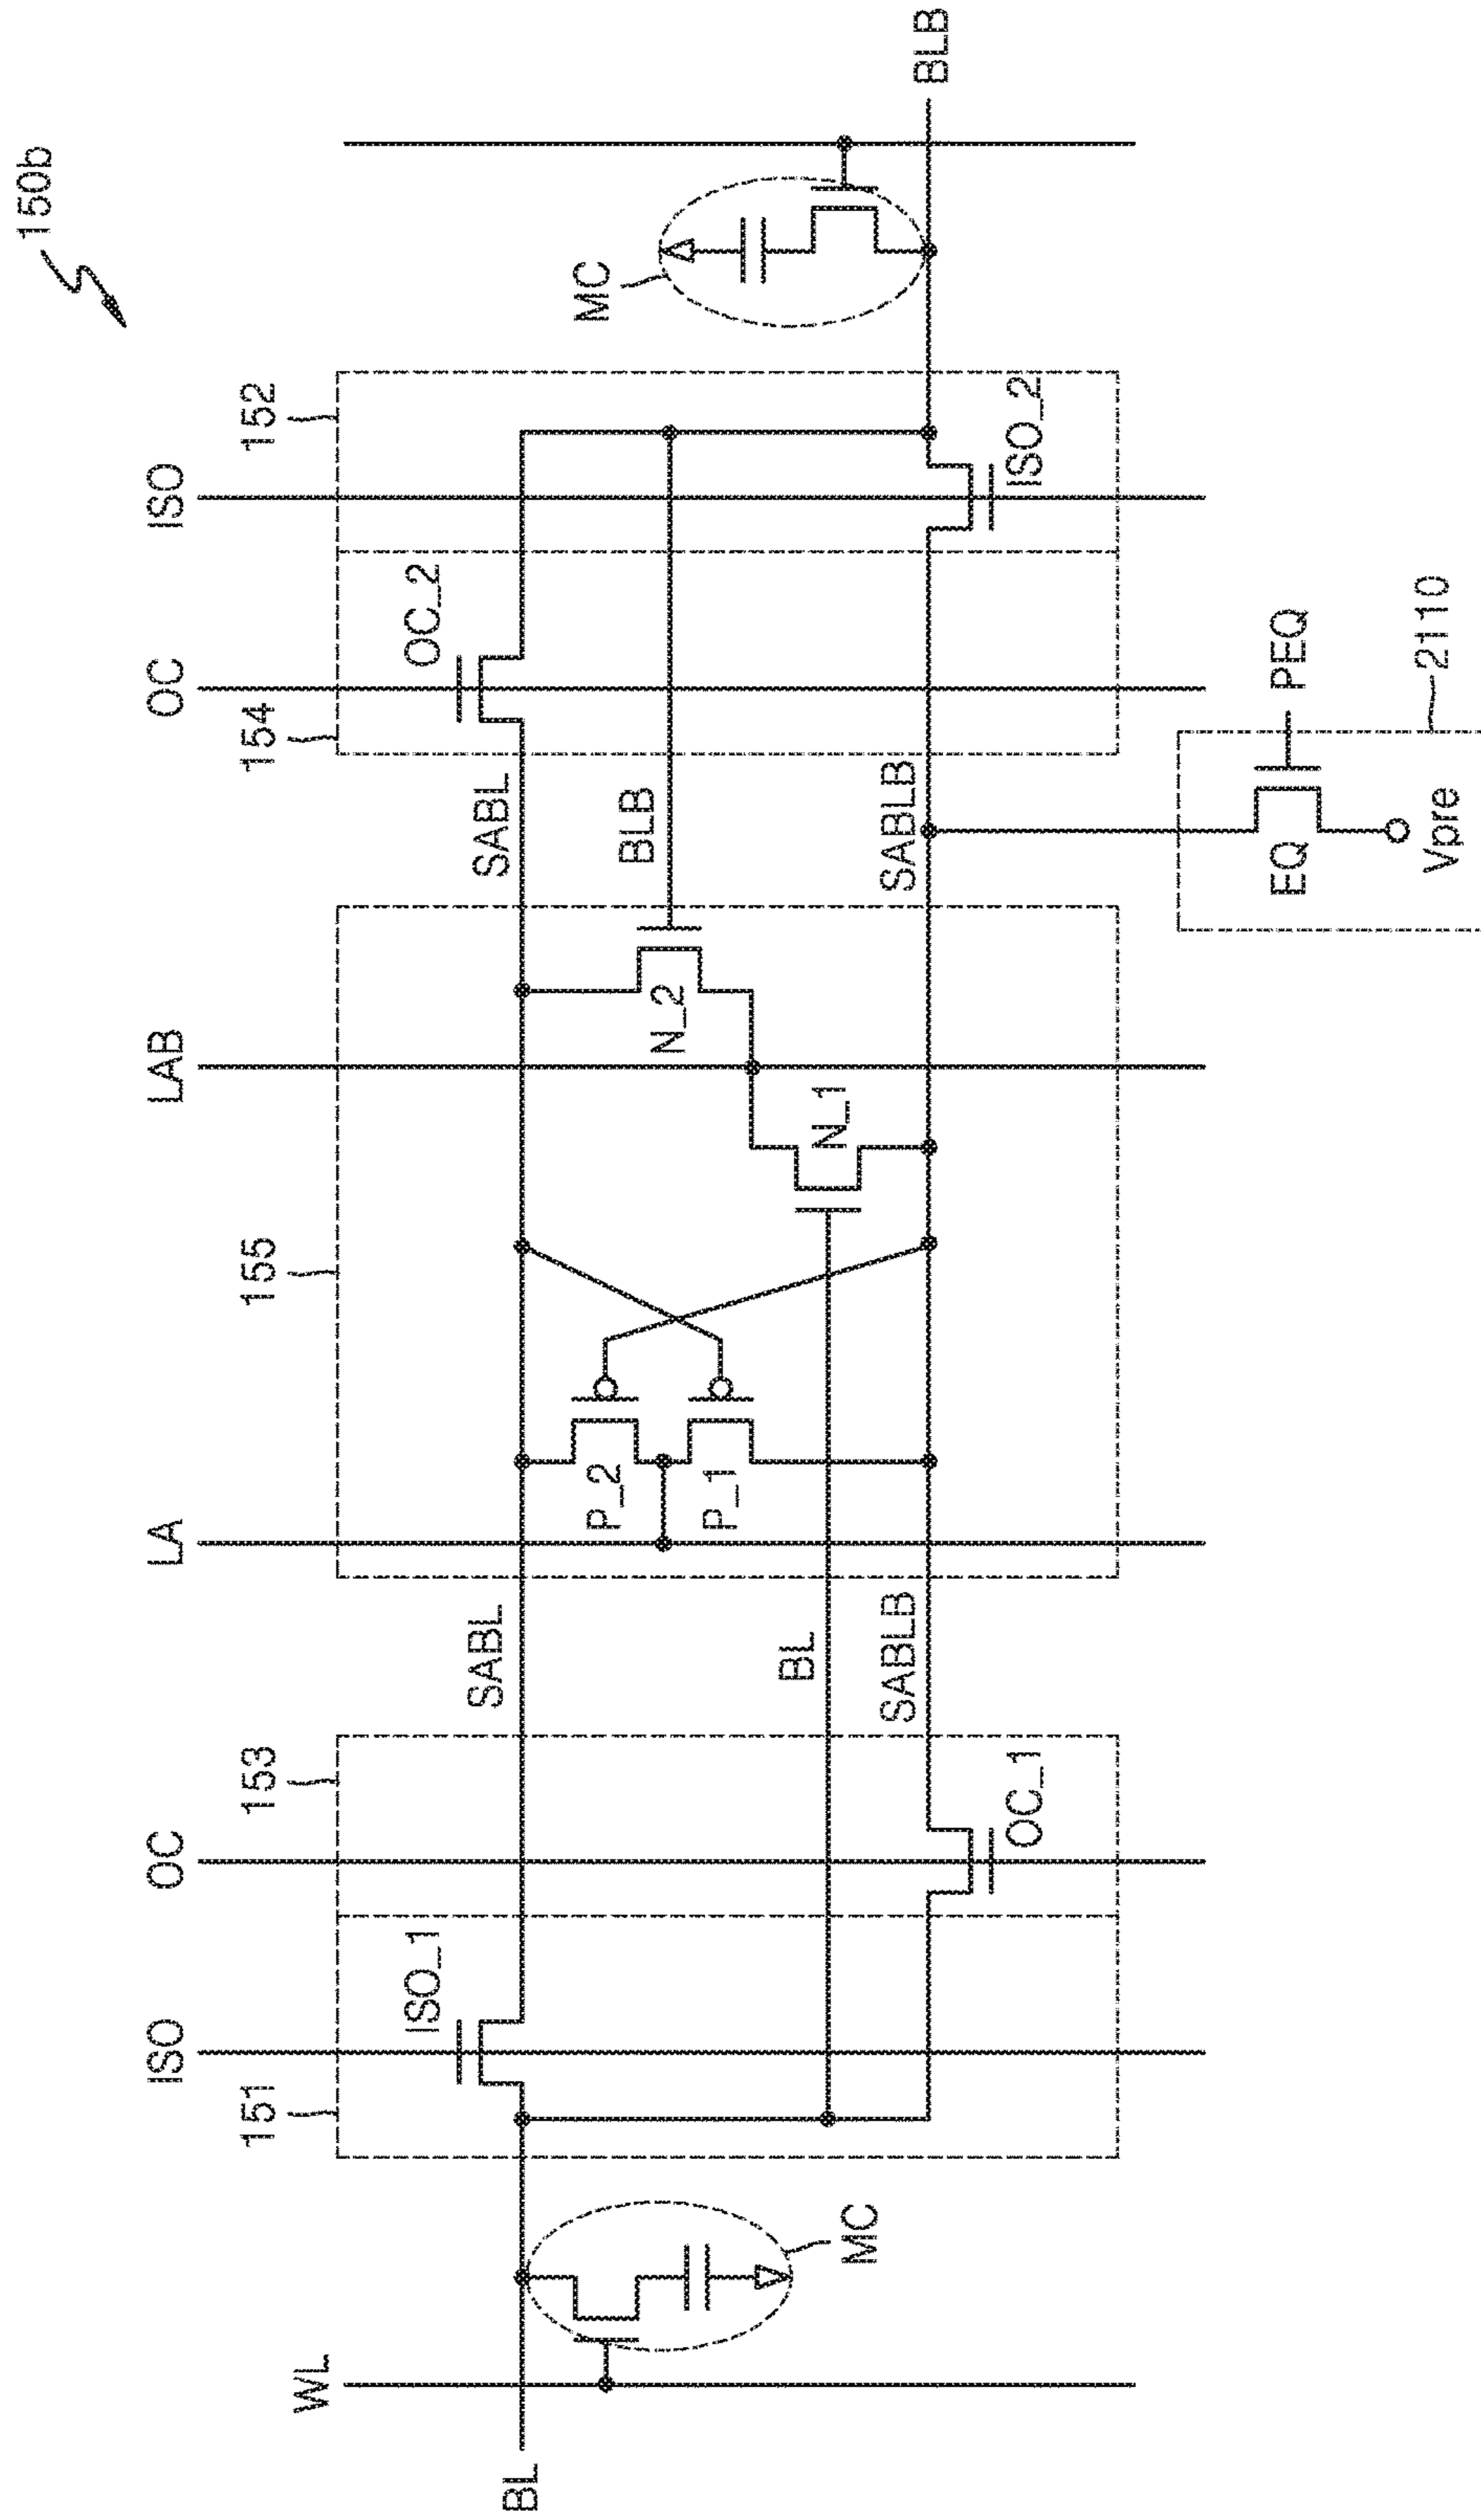 150b
WL
ISO
OC
LA
LAB
OC
ISO
151
153
155
154
152
ISO_1
SABL
SABL
OC_2
P_2
P_1
N_2
N_1
BLB
MC
MC
BL
BL
BLB
SABLB
SABLB
OC_1
ISO_2
EQ
PEQ
Vpre
2110